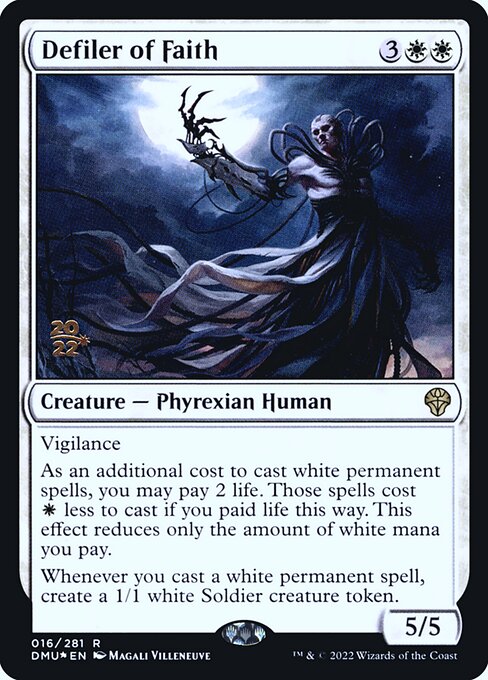 Defiler of Faith 3
20
22
Creature — Phyrexian Human
Vigilance
As an additional cost to cast white permanent
spells, you may pay 2 life. Those spells cost
less to cast if you paid life this way. This
effect reduces only the amount of white mana
you pay.
Whenever you cast a white permanent spell,
create a 1/1 white Soldier creature token.
5/5
016/281 R
DMU★EN Magali Villeneuve ™ & © 2022 Wizards of the Coast